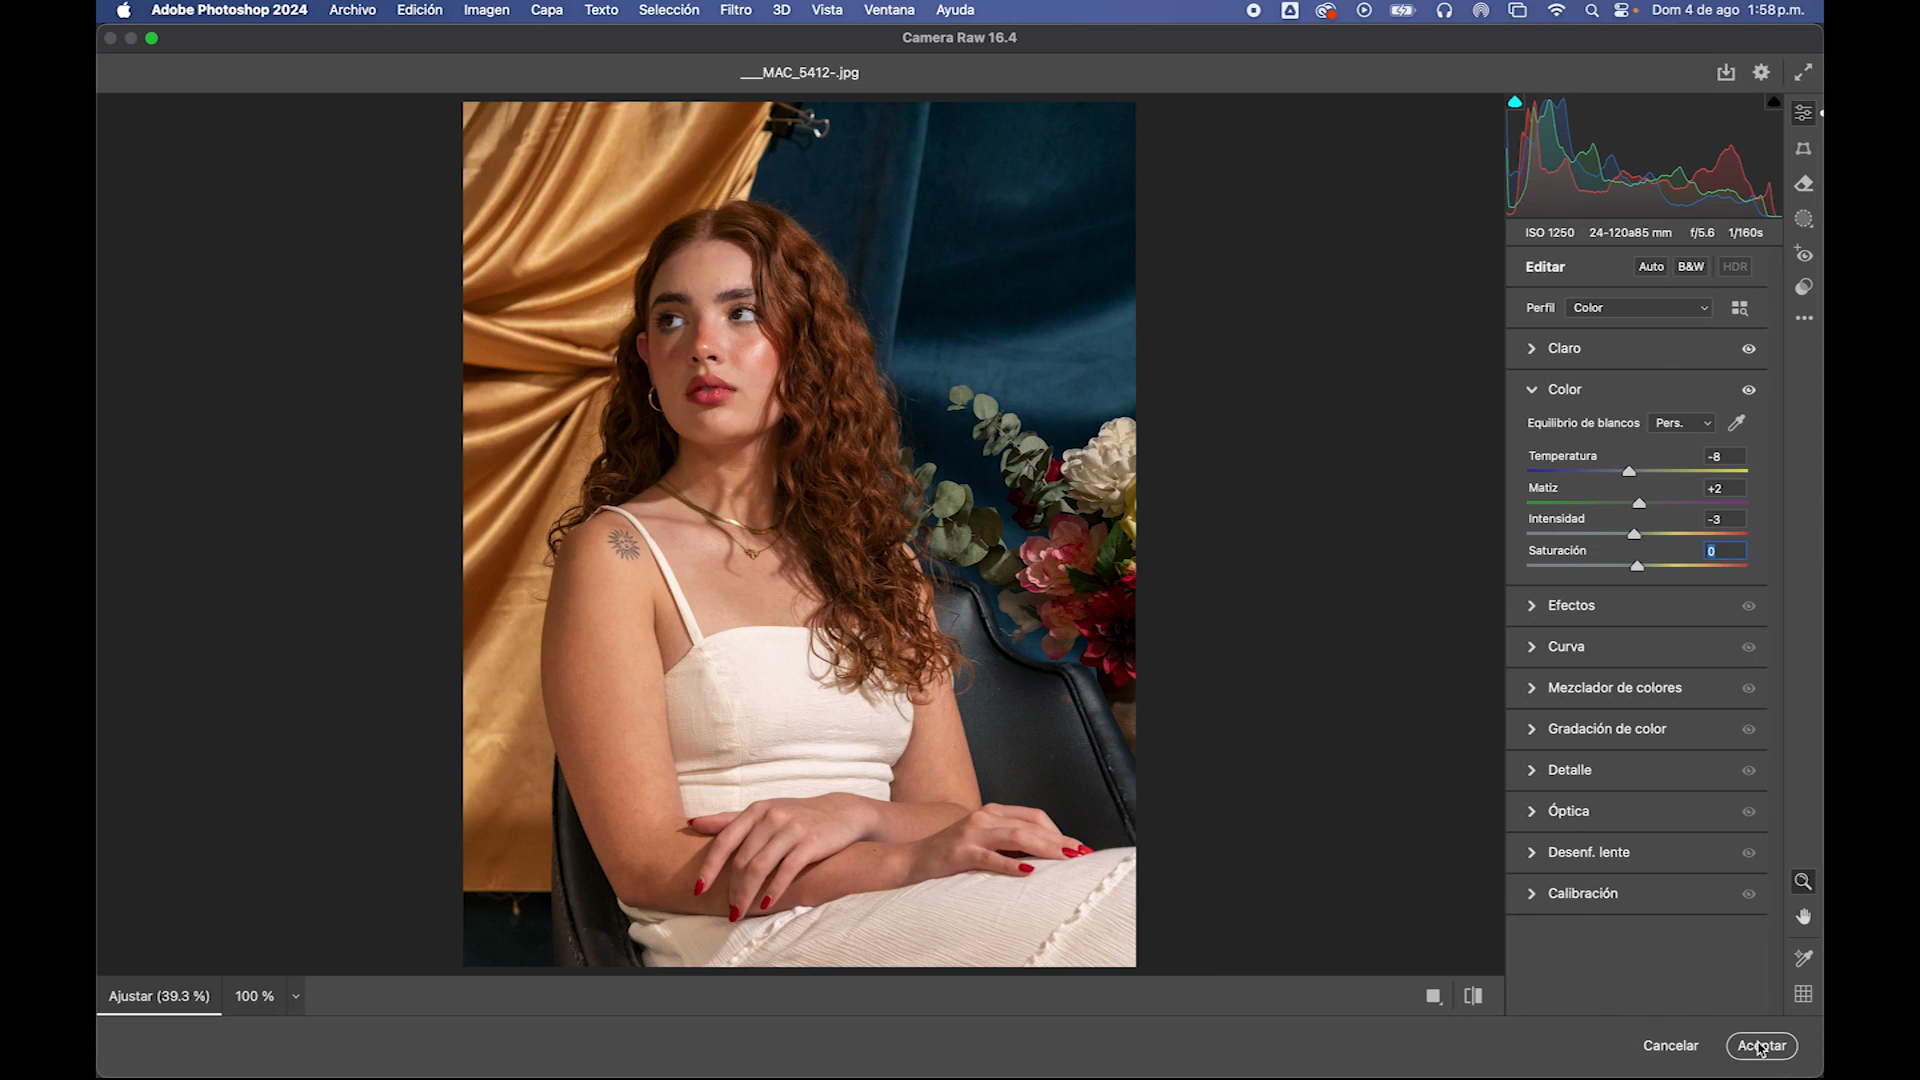 Adobe Photoshop 2024 Archivo Edición Imagen Capa Texto Selección Filtro 3D Vista Ventana Ayuda Dom 4 de ago 1:58 p.m.
Camera Raw 16.4
___MAC_5412-.jpg
ISO 1250 24-120a85 mm f/5.6 1/160s
Editar Auto B&W HDR
Perfil Color
Claro
Color
Equilibrio de blancos Pers.
Temperatura -8
Matiz +2
Intensidad -3
Saturación 0
Efectos
Curva
Mezclador de colores
Gradación de color
Detalle
Óptica
Desenf. lente
Calibración
Ajustar (39.3 %) 100 %
Cancelar Aceptar